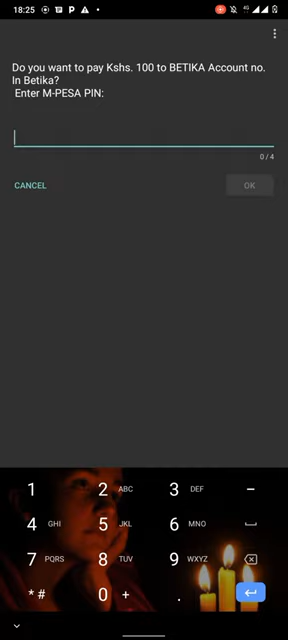 18:25
4G
Do you want to pay Kshs. 100 to BETIKA Account no.
In Betika?
Enter M-PESA PIN:
0 / 4
CANCEL
OK
1
2 ABC
3 DEF
–
4 GHI
5 JKL
6 MNO
7 PQRS
8 TUV
9 WXYZ
* #
0 +
.